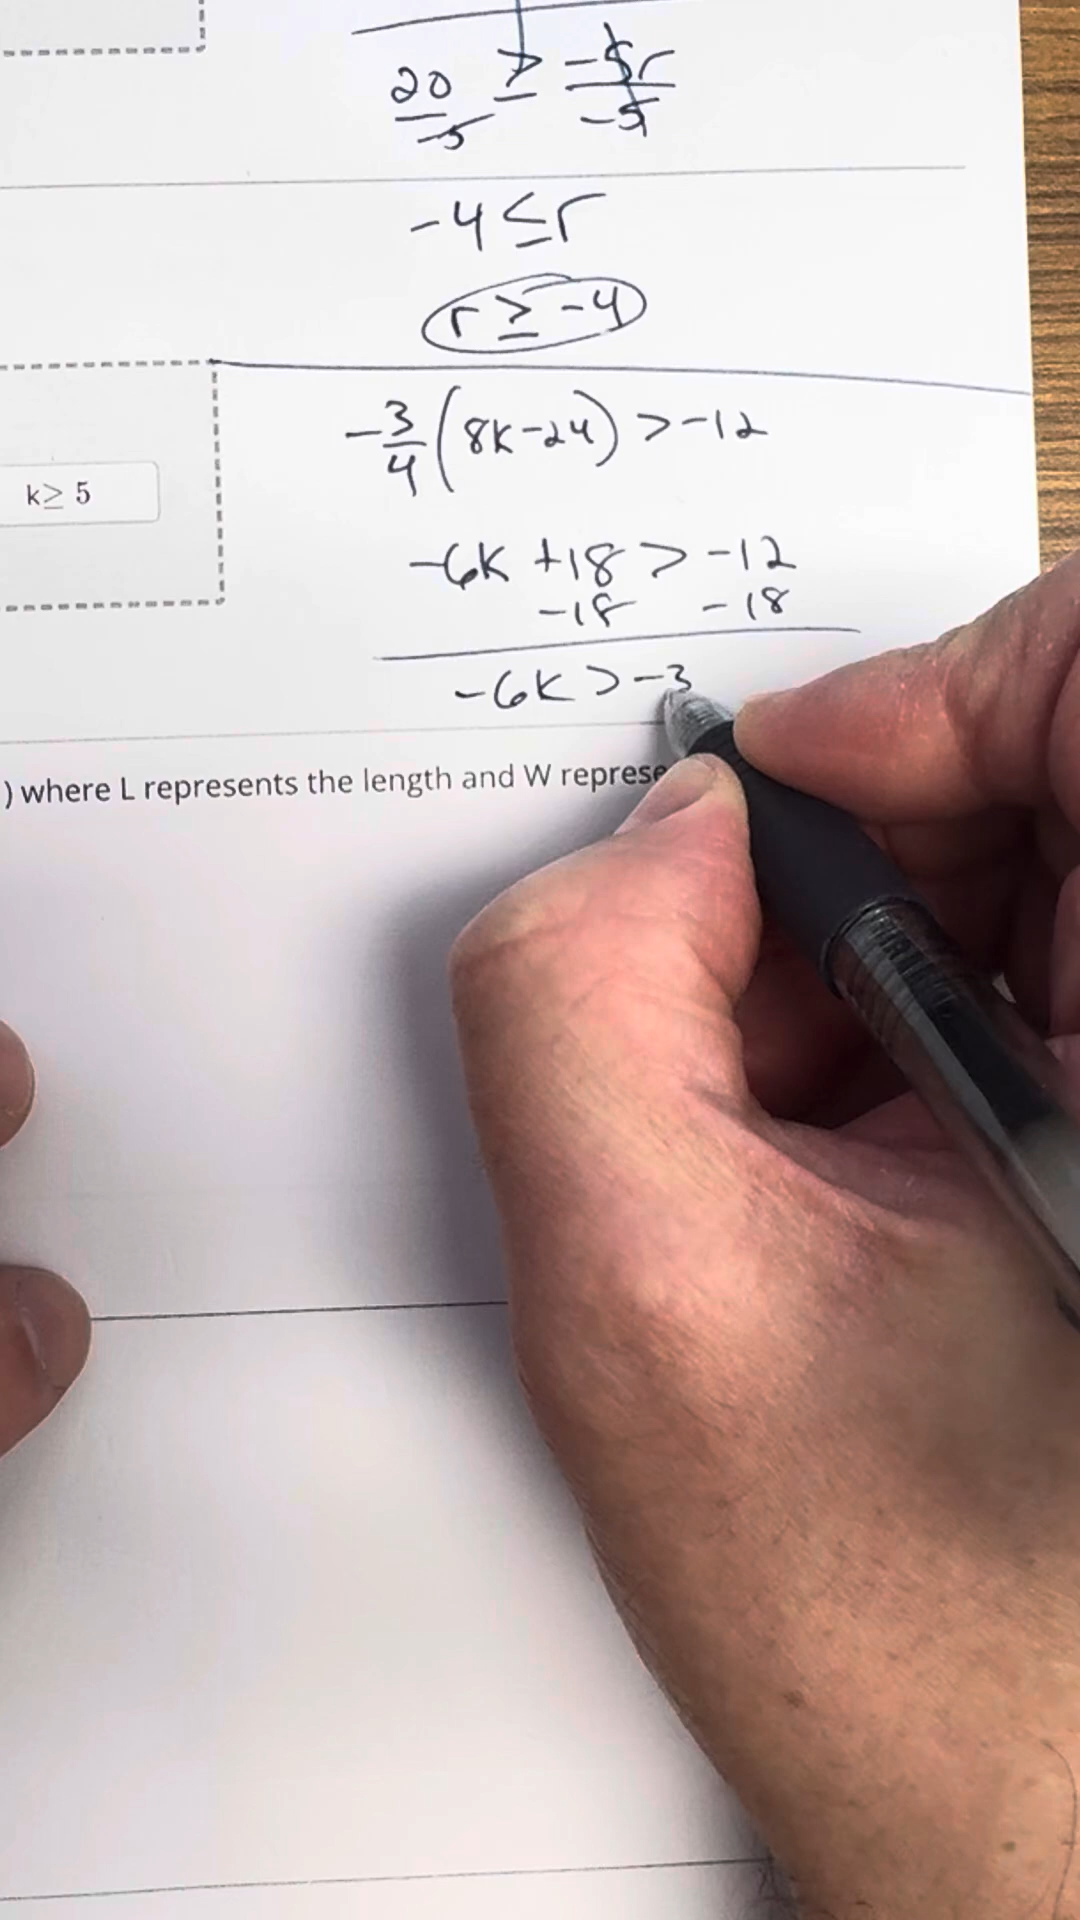 20 ≥ -5r
-5 -5
-4 ≤ r
r ≥ -4
-3/4 (8k-24) > -12
k≥ 5
-6k +18 > -12
-18 -18
-6k > -3
) where L represents the length and W represe